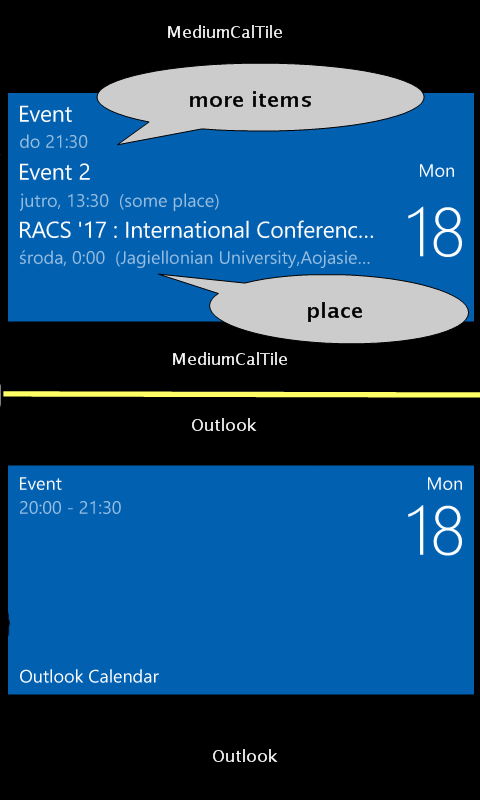 MediumCalTile
more items
Event
do 21:30
Event 2
Mon
jutro, 13:30 (some place)
18
RACS '17 : International Conferenc...
środa, 0:00 (Jagiellonian University,Aojasie...
place
MediumCalTile
Outlook
Event
Mon
20:00 - 21:30
18
Outlook Calendar
Outlook